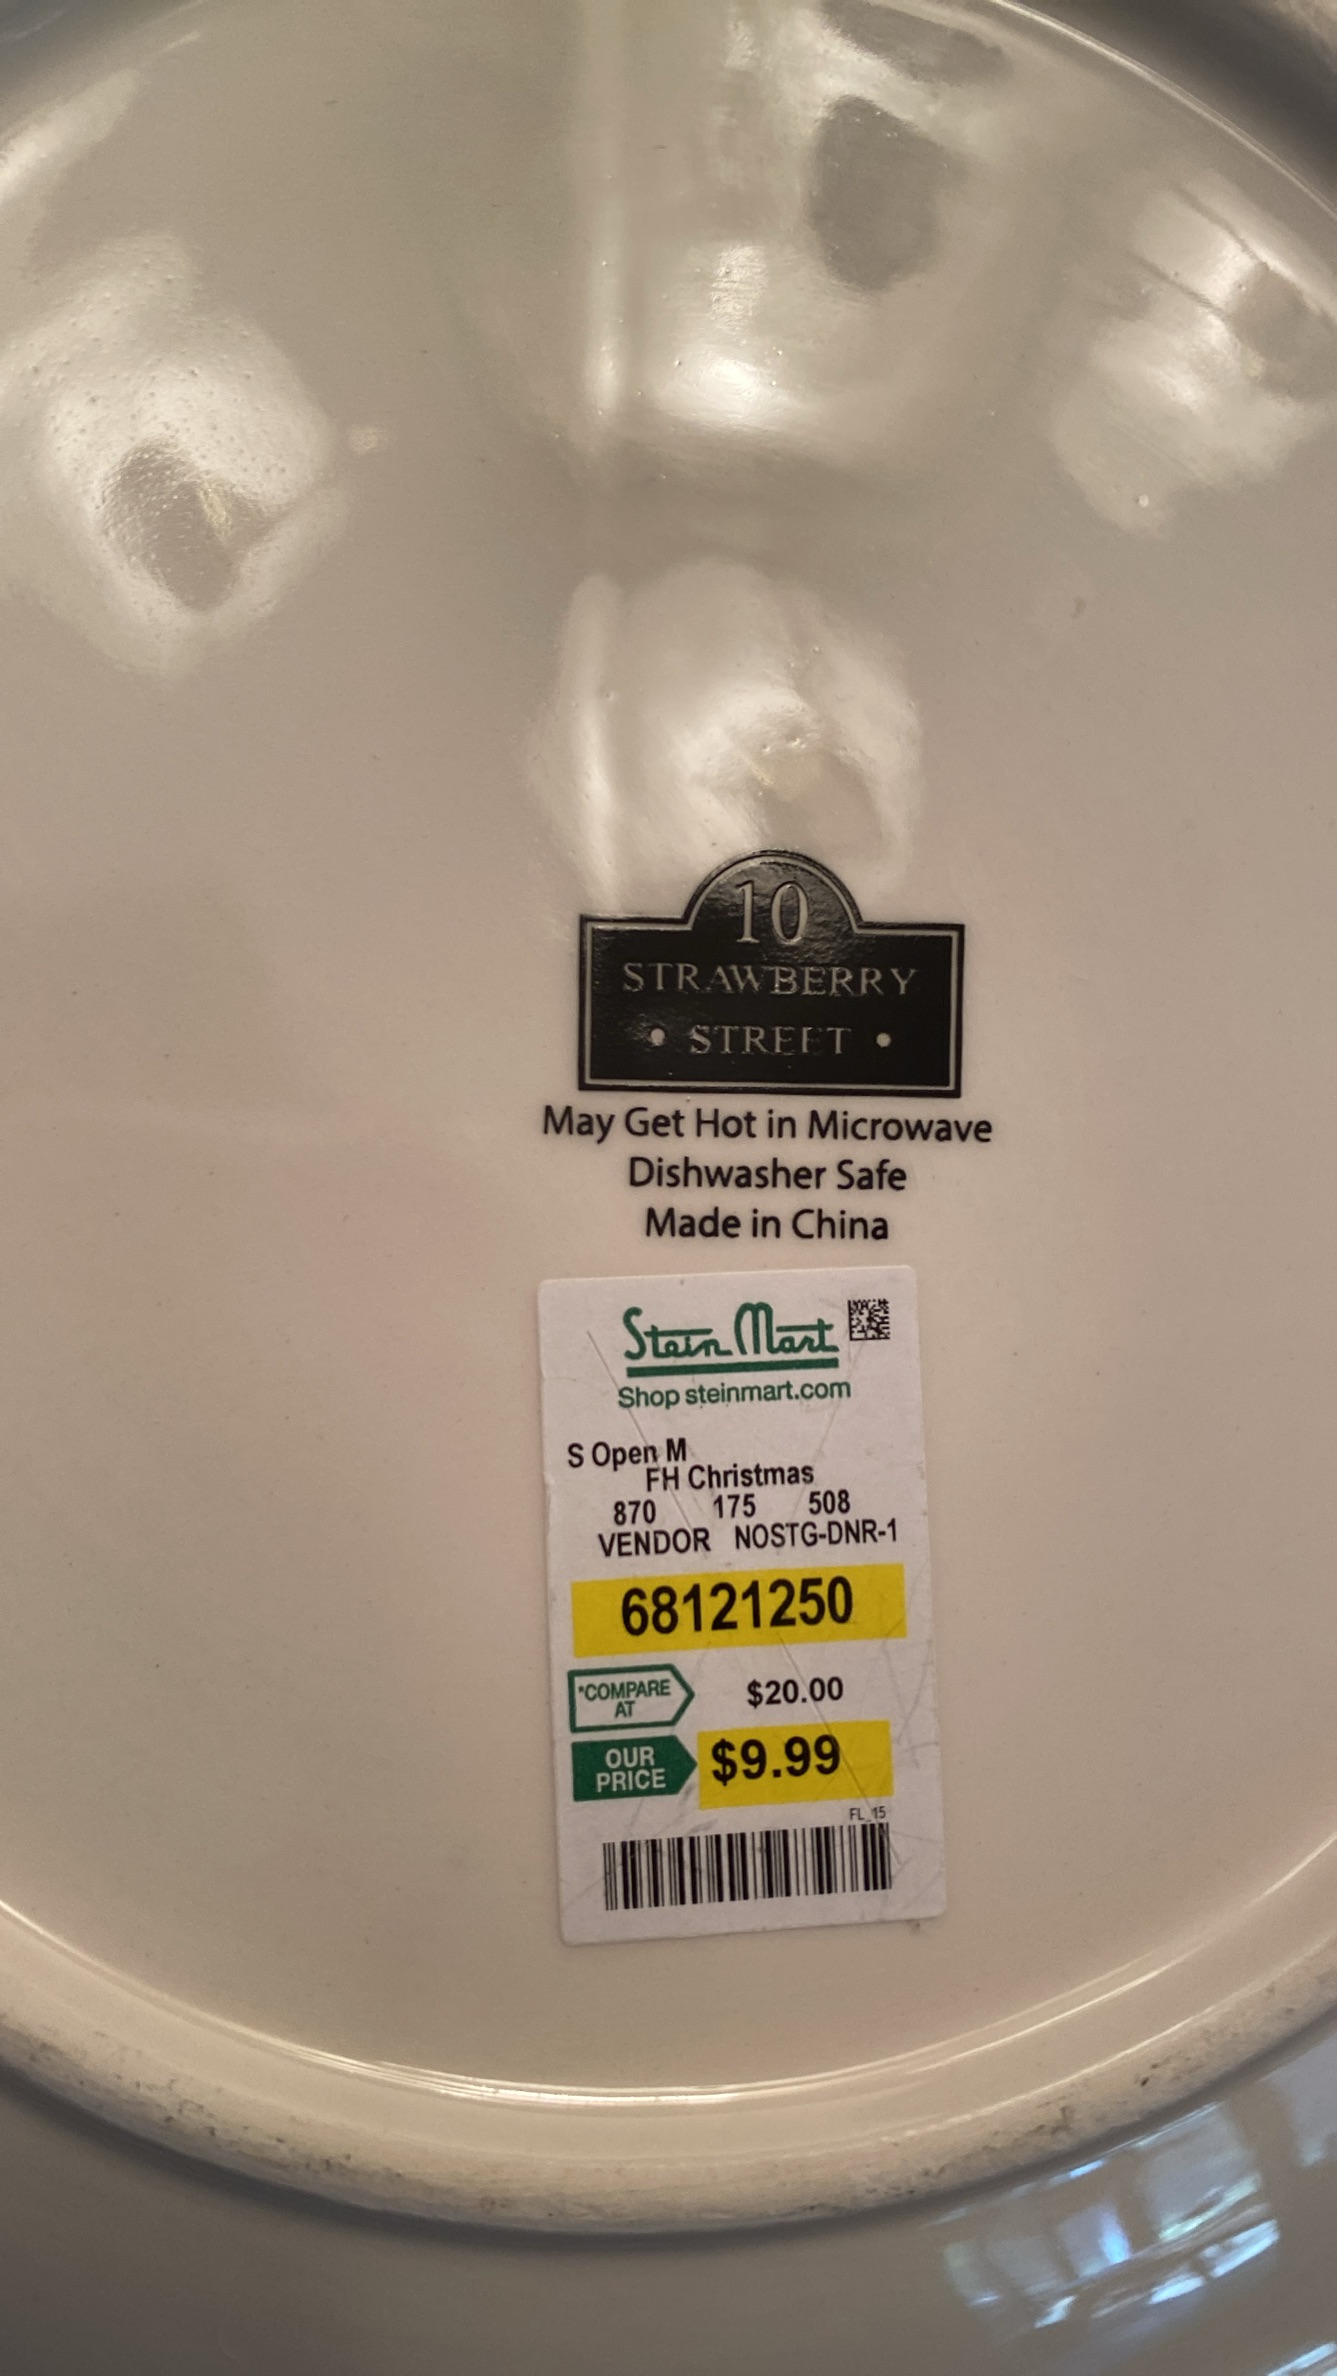 10
STRAWBERRY
• STREET •
May Get Hot in Microwave
Dishwasher Safe
Made in China
Stein Mart
Shop steinmart.com
S Open M
FH Christmas
870 175 508
VENDOR NOSTG-DNR-1
68121250
*COMPARE AT $20.00
OUR PRICE $9.99
FL 15